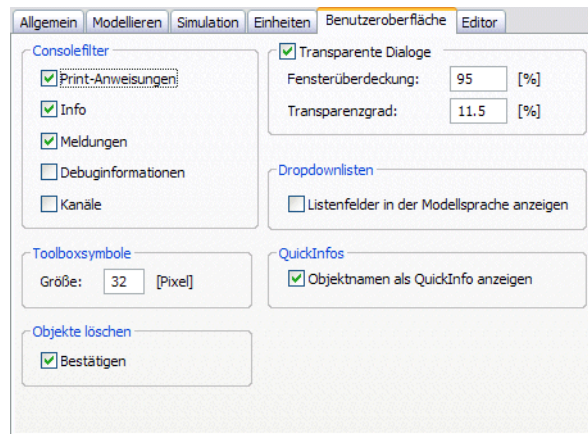 Allgemein Modellieren Simulation Einheiten Benutzeroberfläche Editor
Consolefilter
Print-Anweisungen
Info
Meldungen
Debuginformationen
Kanäle
Transparente Dialoge
Fensterüberdeckung: 95 [%]
Transparenzgrad: 11.5 [%]
Dropdownlisten
Listenfelder in der Modellsprache anzeigen
Toolboxsymbole
Größe: 32 [Pixel]
QuickInfos
Objektnamen als QuickInfo anzeigen
Objekte löschen
Bestätigen